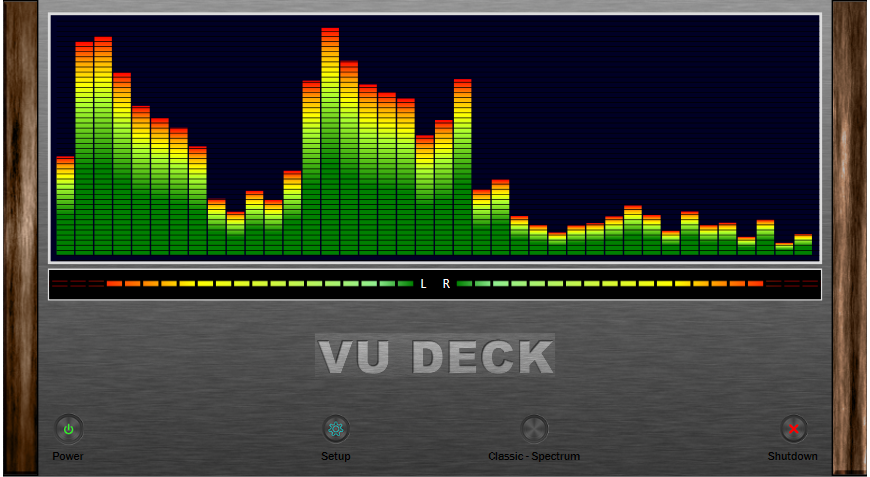 L R
VU DECK
Power
Setup
Classic - Spectrum
Shutdown